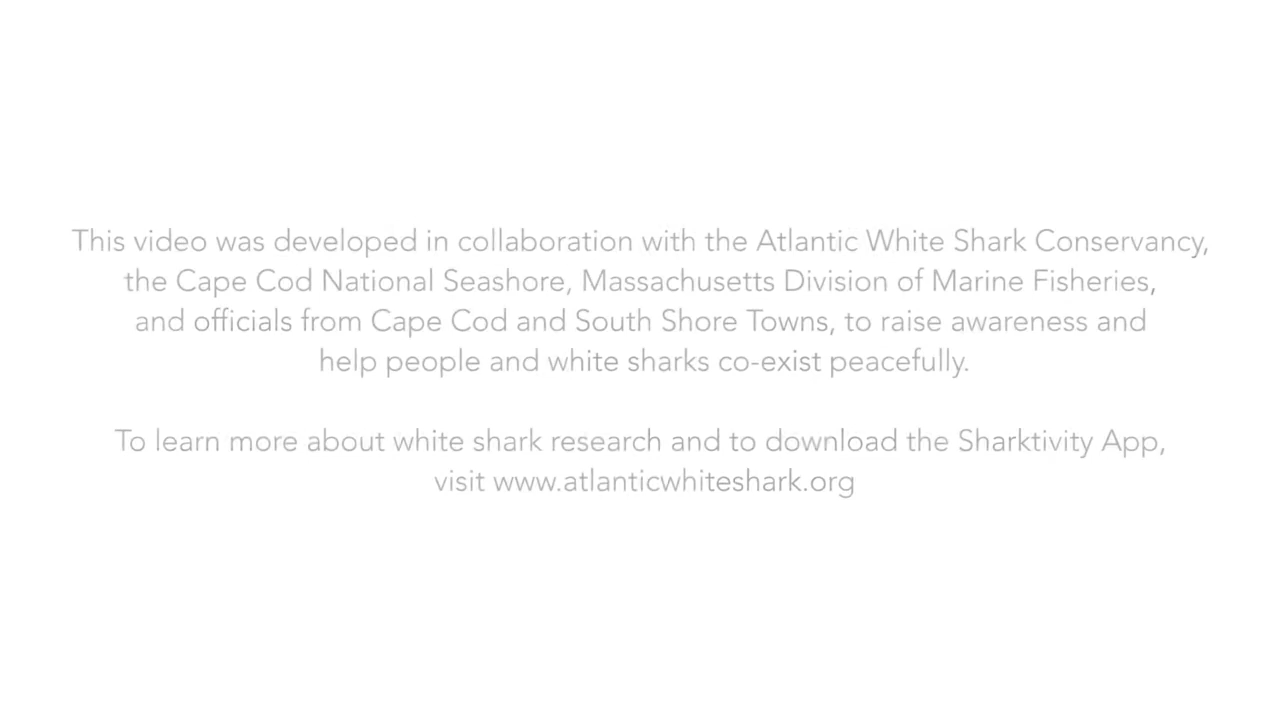 This video was developed in collaboration with the Atlantic White Shark Conservancy,
the Cape Cod National Seashore, Massachusetts Division of Marine Fisheries,
and officials from Cape Cod and South Shore Towns, to raise awareness and
help people and white sharks co-exist peacefully.
To learn more about white shark research and to download the Sharktivity App,
visit www.atlanticwhiteshark.org